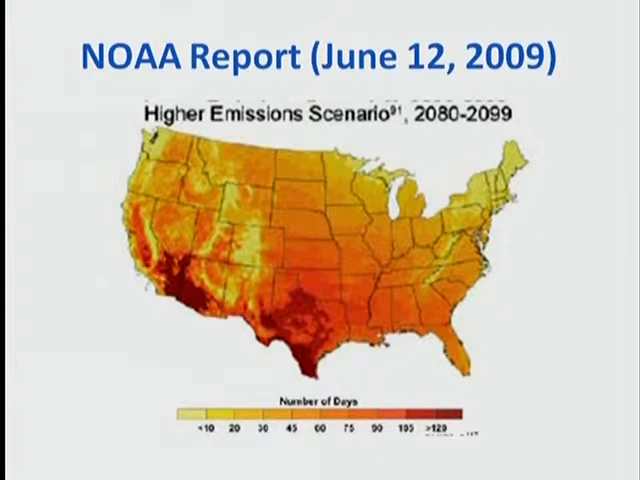 NOAA Report (June 12, 2009)
Higher Emissions Scenario⁹¹, 2080-2099
Number of Days
<10 20 30 45 60 75 90 105 >120